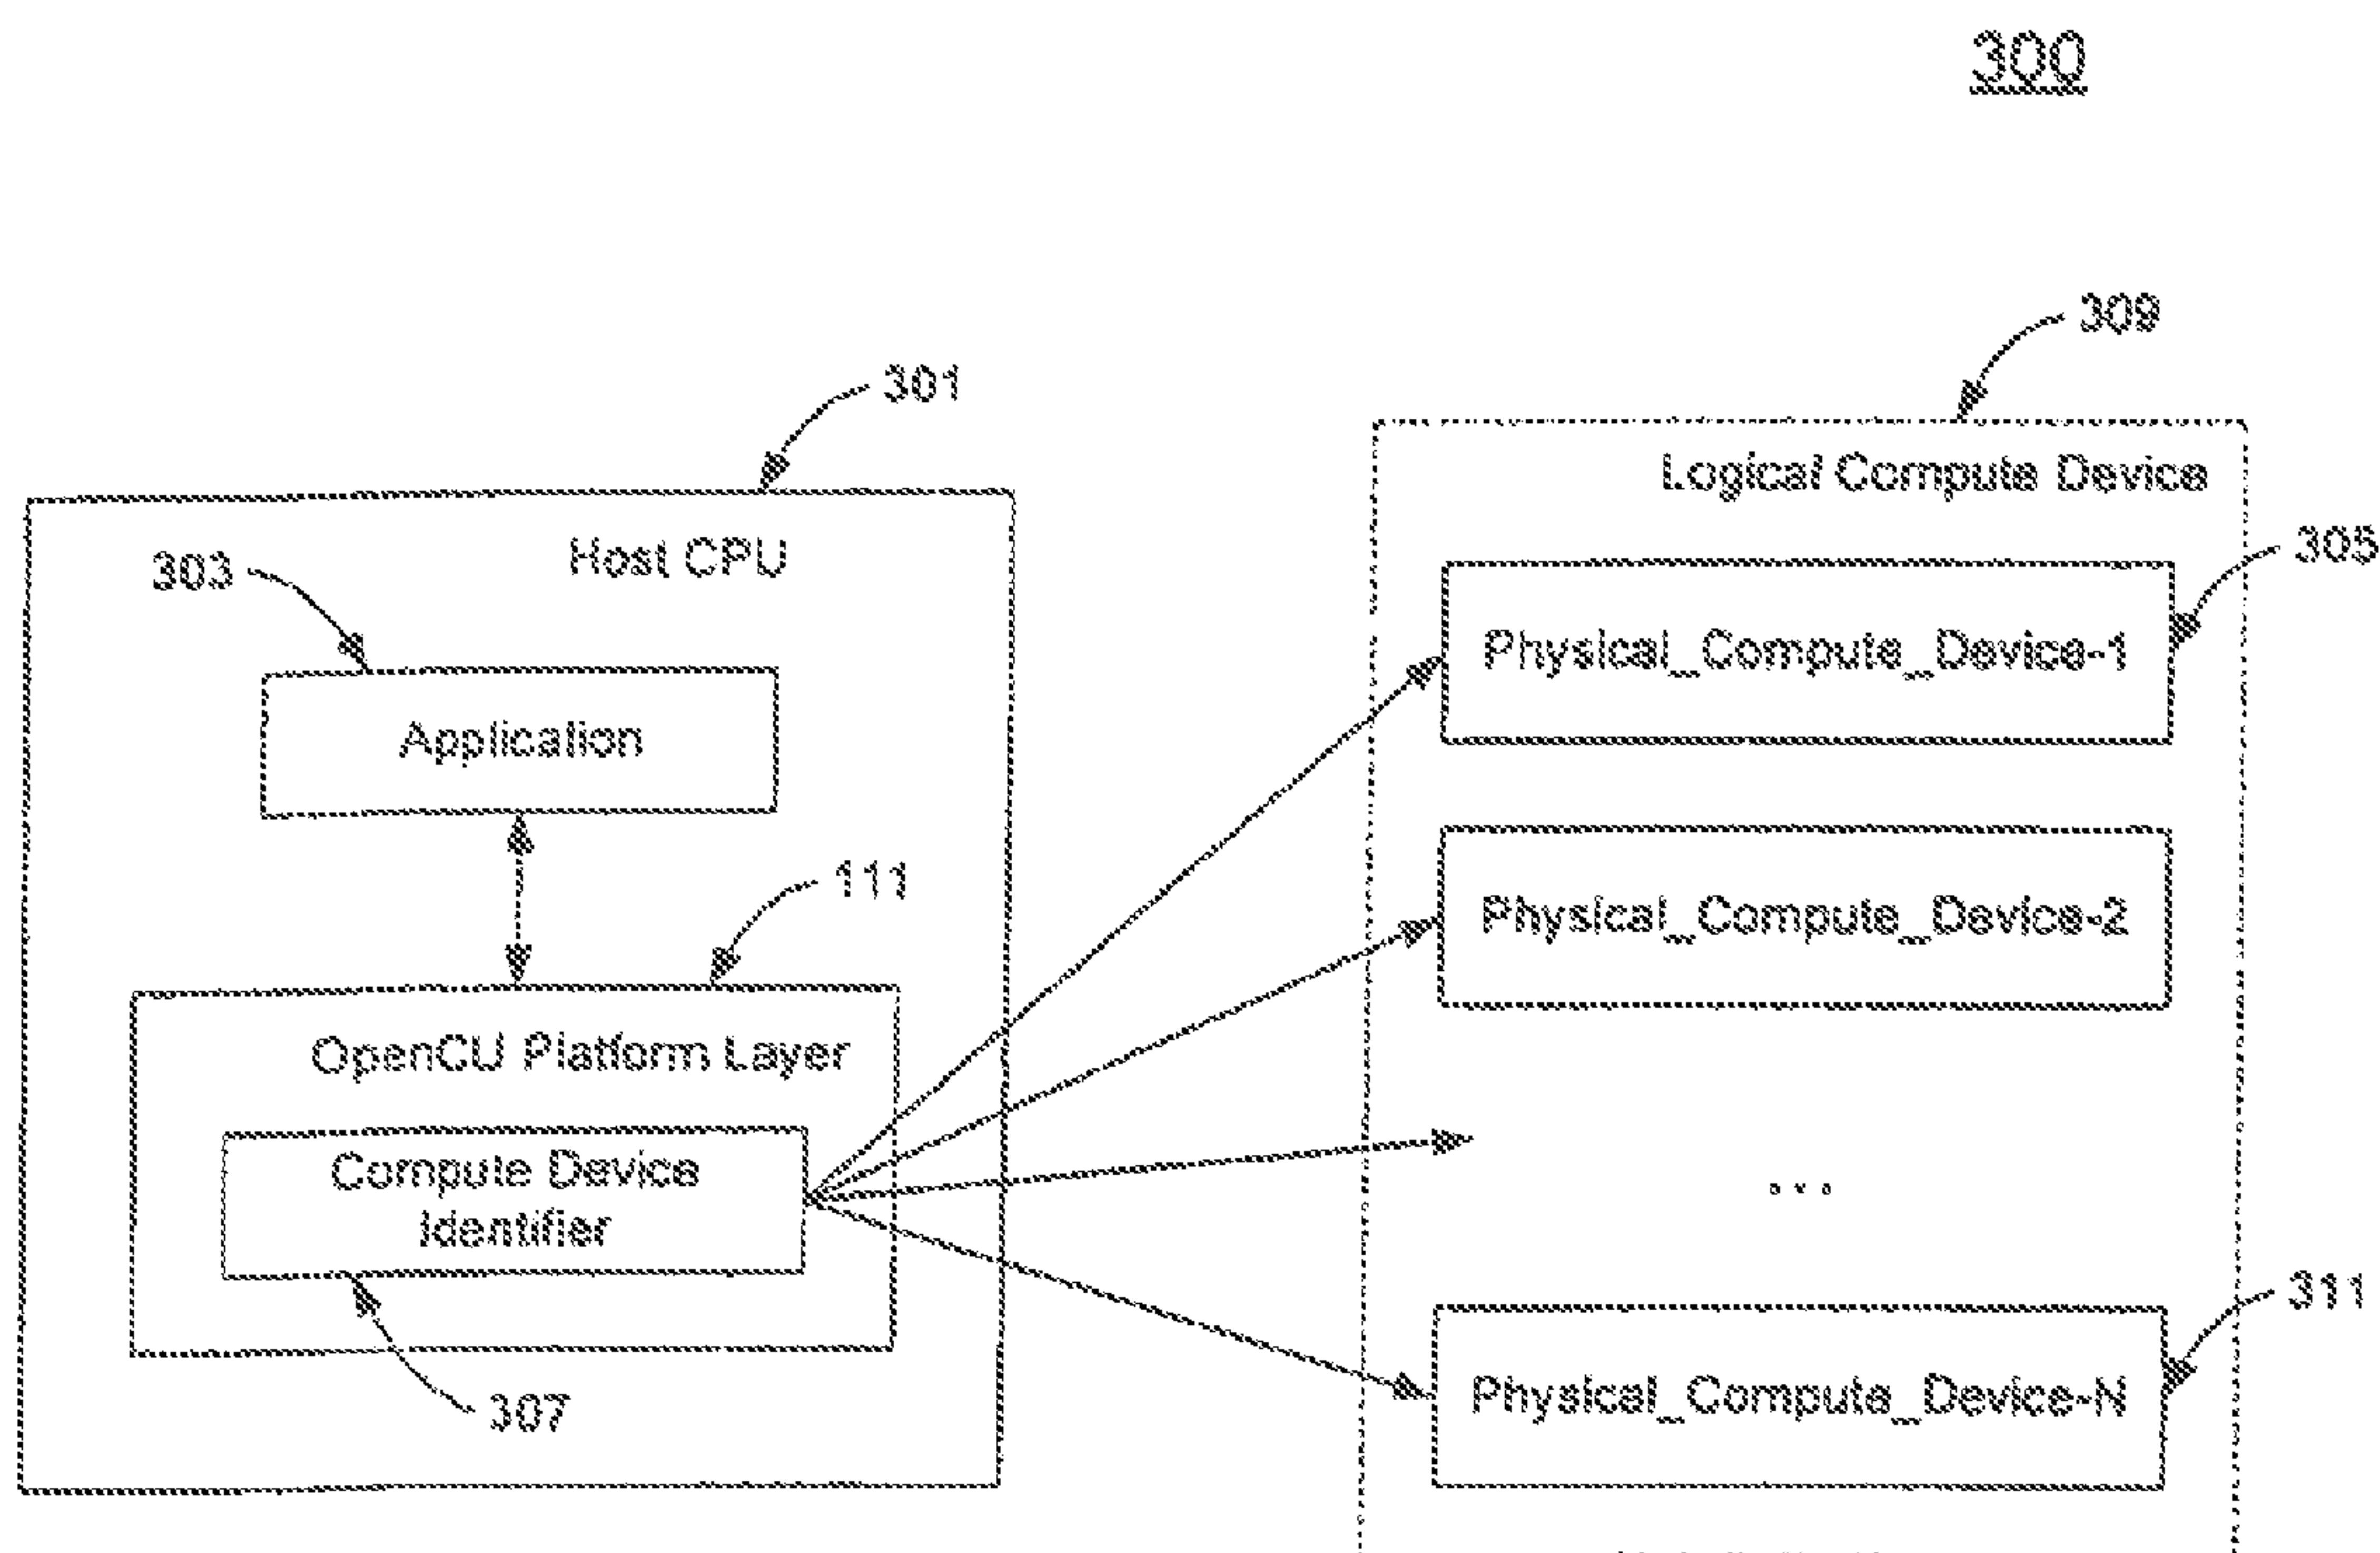 300
309
301
Logical Compute Device
Host CPU
303
305
Physical_Compute_Device-1
Application
111
Physical_Compute_Device-2
OpenCU Platform Layer
Compute Device
Identifier
...
311
Physical_Compute_Device-N
307